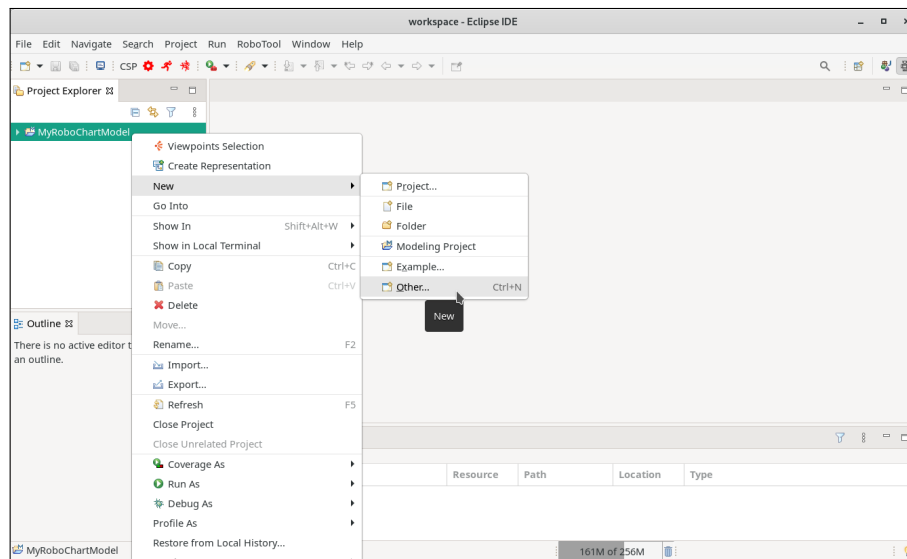 workspace - Eclipse IDE
File Edit Navigate Search Project Run RoboTool Window Help
CSP
Project Explorer
MyRoboChartModel
Viewpoints Selection
Create Representation
New
Go Into
Show In Shift+Alt+W
Show in Local Terminal
Copy Ctrl+C
Paste Ctrl+V
Delete
Move...
Rename... F2
Import...
Export...
Refresh F5
Close Project
Close Unrelated Project
Coverage As
Run As
Debug As
Profile As
Restore from Local History...
Project...
File
Folder
Modeling Project
Example...
Other... Ctrl+N
New
Outline
There is no active editor t
an outline.
Resource Path Location Type
MyRoboChartModel
161M of 256M